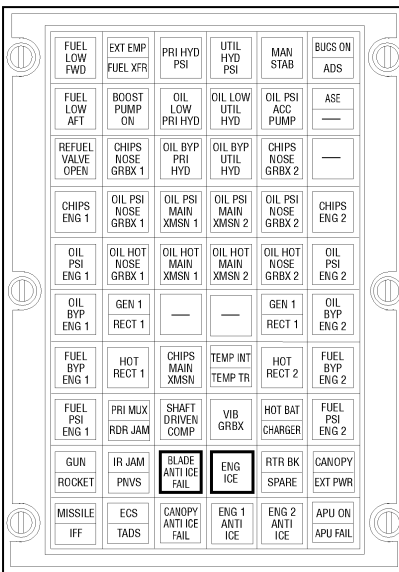 FUEL LOW FWD
EXT EMP
FUEL XFR
PRI HYD PSI
UTIL HYD PSI
MAN STAB
BUCS ON
ADS
FUEL LOW AFT
BOOST PUMP ON
OIL LOW PRI HYD
OIL LOW UTIL HYD
OIL PSI ACC PUMP
ASE
—
REFUEL VALVE OPEN
CHIPS NOSE GRBX 1
OIL BYP PRI HYD
OIL BYP UTIL HYD
CHIPS NOSE GRBX 2
—
CHIPS ENG 1
OIL PSI NOSE GRBX 1
OIL PSI MAIN XMSN 1
OIL PSI MAIN XMSN 2
OIL PSI NOSE GRBX 2
CHIPS ENG 2
OIL PSI ENG 1
OIL HOT NOSE GRBX 1
OIL HOT MAIN XMSN 1
OIL HOT MAIN XMSN 2
OIL HOT NOSE GRBX 2
OIL PSI ENG 2
OIL BYP ENG 1
GEN 1
RECT 1
—
—
GEN 1
RECT 1
OIL BYP ENG 2
FUEL BYP ENG 1
HOT RECT 1
CHIPS MAIN XMSN
TEMP INT
TEMP TR
HOT RECT 2
FUEL BYP ENG 2
FUEL PSI ENG 1
PRI MUX
RDR JAM
SHAFT DRIVEN COMP
VIB GRBX
HOT BAT
CHARGER
FUEL PSI ENG 2
GUN
ROCKET
IR JAM
PNVS
BLADE ANTI ICE FAIL
ENG ICE
RTR BK
SPARE
CANOPY
EXT PWR
MISSILE
IFF
ECS
TADS
CANOPY ANTI ICE FAIL
ENG 1 ANTI ICE
ENG 2 ANTI ICE
APU ON
APU FAIL